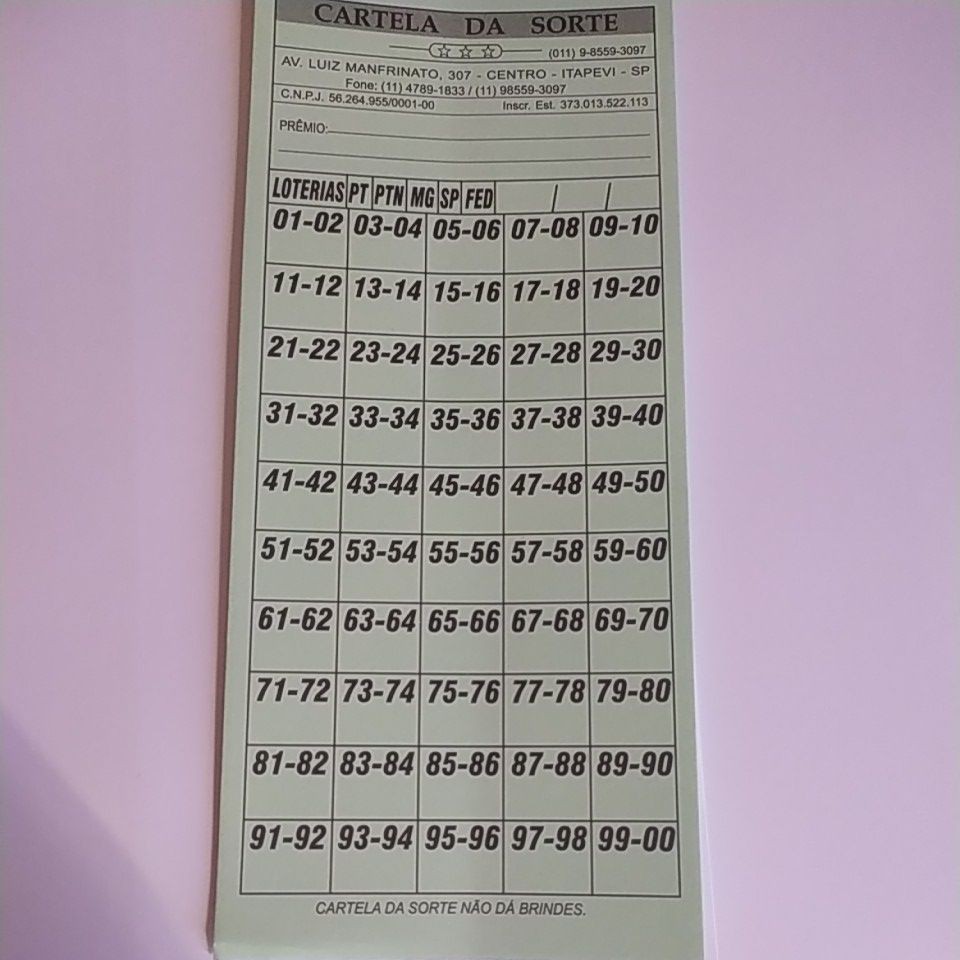 CARTELA DA SORTE
(011) 9-8559-3097
AV. LUIZ MANFRINATO, 307 - CENTRO - ITAPEVI - SP
Fone: (11) 4789-1833 / (11) 98559-3097
C.N.P.J. 56.264.955/0001-00 Inscr. Est. 373.013.522.113
PRÊMIO:
LOTERIAS PT PTN MG SP FED / /
01-02 03-04 05-06 07-08 09-10
11-12 13-14 15-16 17-18 19-20
21-22 23-24 25-26 27-28 29-30
31-32 33-34 35-36 37-38 39-40
41-42 43-44 45-46 47-48 49-50
51-52 53-54 55-56 57-58 59-60
61-62 63-64 65-66 67-68 69-70
71-72 73-74 75-76 77-78 79-80
81-82 83-84 85-86 87-88 89-90
91-92 93-94 95-96 97-98 99-00
CARTELA DA SORTE NÃO DÁ BRINDES.